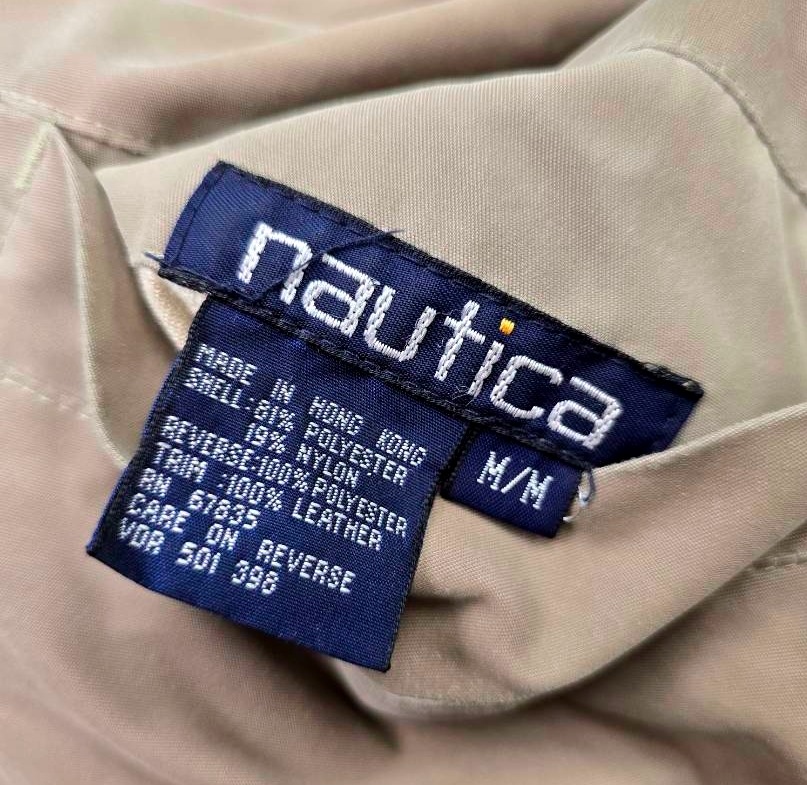 nautica
MADE IN HONG KONG
SHELL:81% POLYESTER
19% NYLON
REVERSE:100% POLYESTER
TRIM :100% LEATHER
RN 67835
CARE ON REVERSE
VDR 501 398
M/M